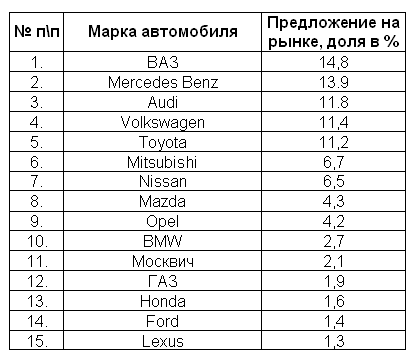 № п\п Марка автомобиля Предложение на
рынке, доля в %
1. ВАЗ 14,8
2. Mercedes Benz 13.9
3. Audi 11.8
4. Volkswagen 11,4
5. Toyota 11,2
6. Mitsubishi 6,7
7. Nissan 6,5
8. Mazda 4,3
9. Opel 4,2
10. BMW 2,7
11. Москвич 2,1
12. ГАЗ 1,9
13. Honda 1,6
14. Ford 1,4
15. Lexus 1,3